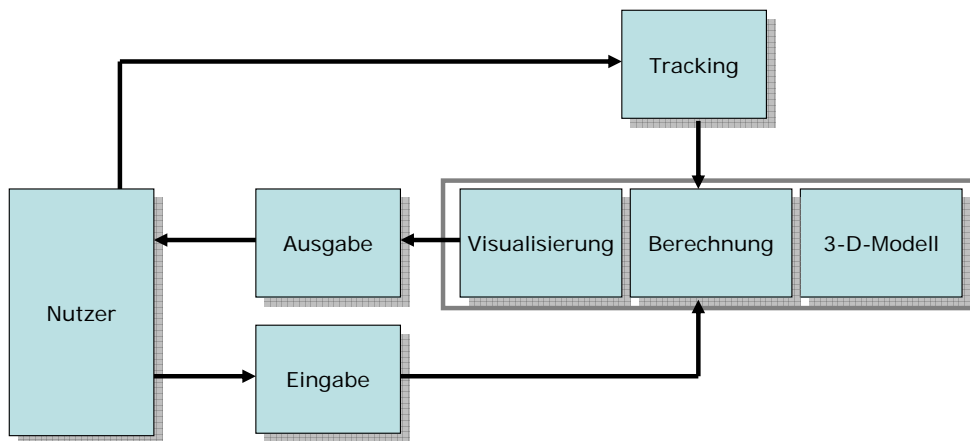 Tracking
Visualisierung
Berechnung
3-D-Modell
Ausgabe
Nutzer
Eingabe